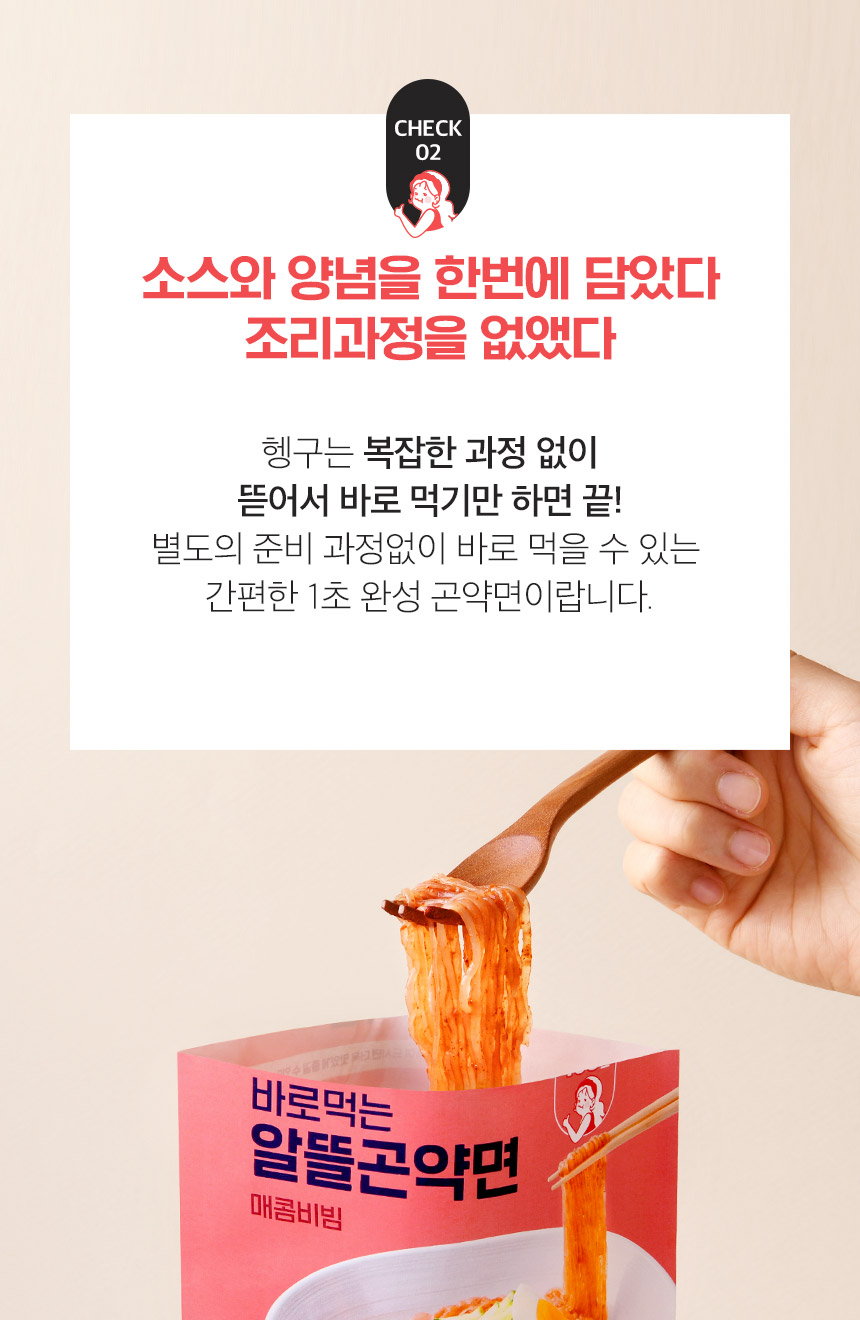 CHECK
02
소스와 양념을 한번에 담았다
조리과정을 없앴다
헹구는 복잡한 과정 없이
뜯어서 바로 먹기만 하면 끝!
별도의 준비 과정없이 바로 먹을 수 있는
간편한 1초 완성 곤약면이랍니다.
바로먹는
알뜰곤약면
매콤비빔